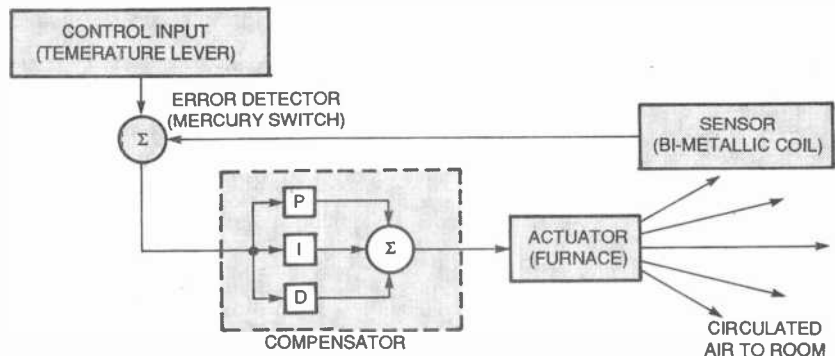 CONTROL INPUT
(TEMERATURE LEVER)
ERROR DETECTOR
(MERCURY SWITCH)
Σ
SENSOR
(BI-METALLIC COIL)
P
I
D
Σ
ACTUATOR
(FURNACE)
COMPENSATOR
CIRCULATED
AIR TO ROOM